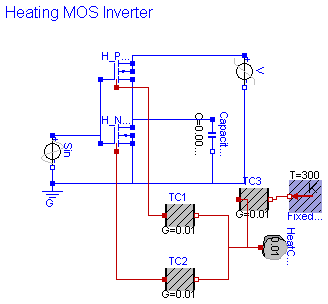 Heating MOS Inverter
H_P...
V
H_N...
C=0.00...
Capacit...
Sin
G
T=300
K
Fixed...
TC3
G=0.01
TC1
G=0.01
0.01
HeatC...
TC2
G=0.01